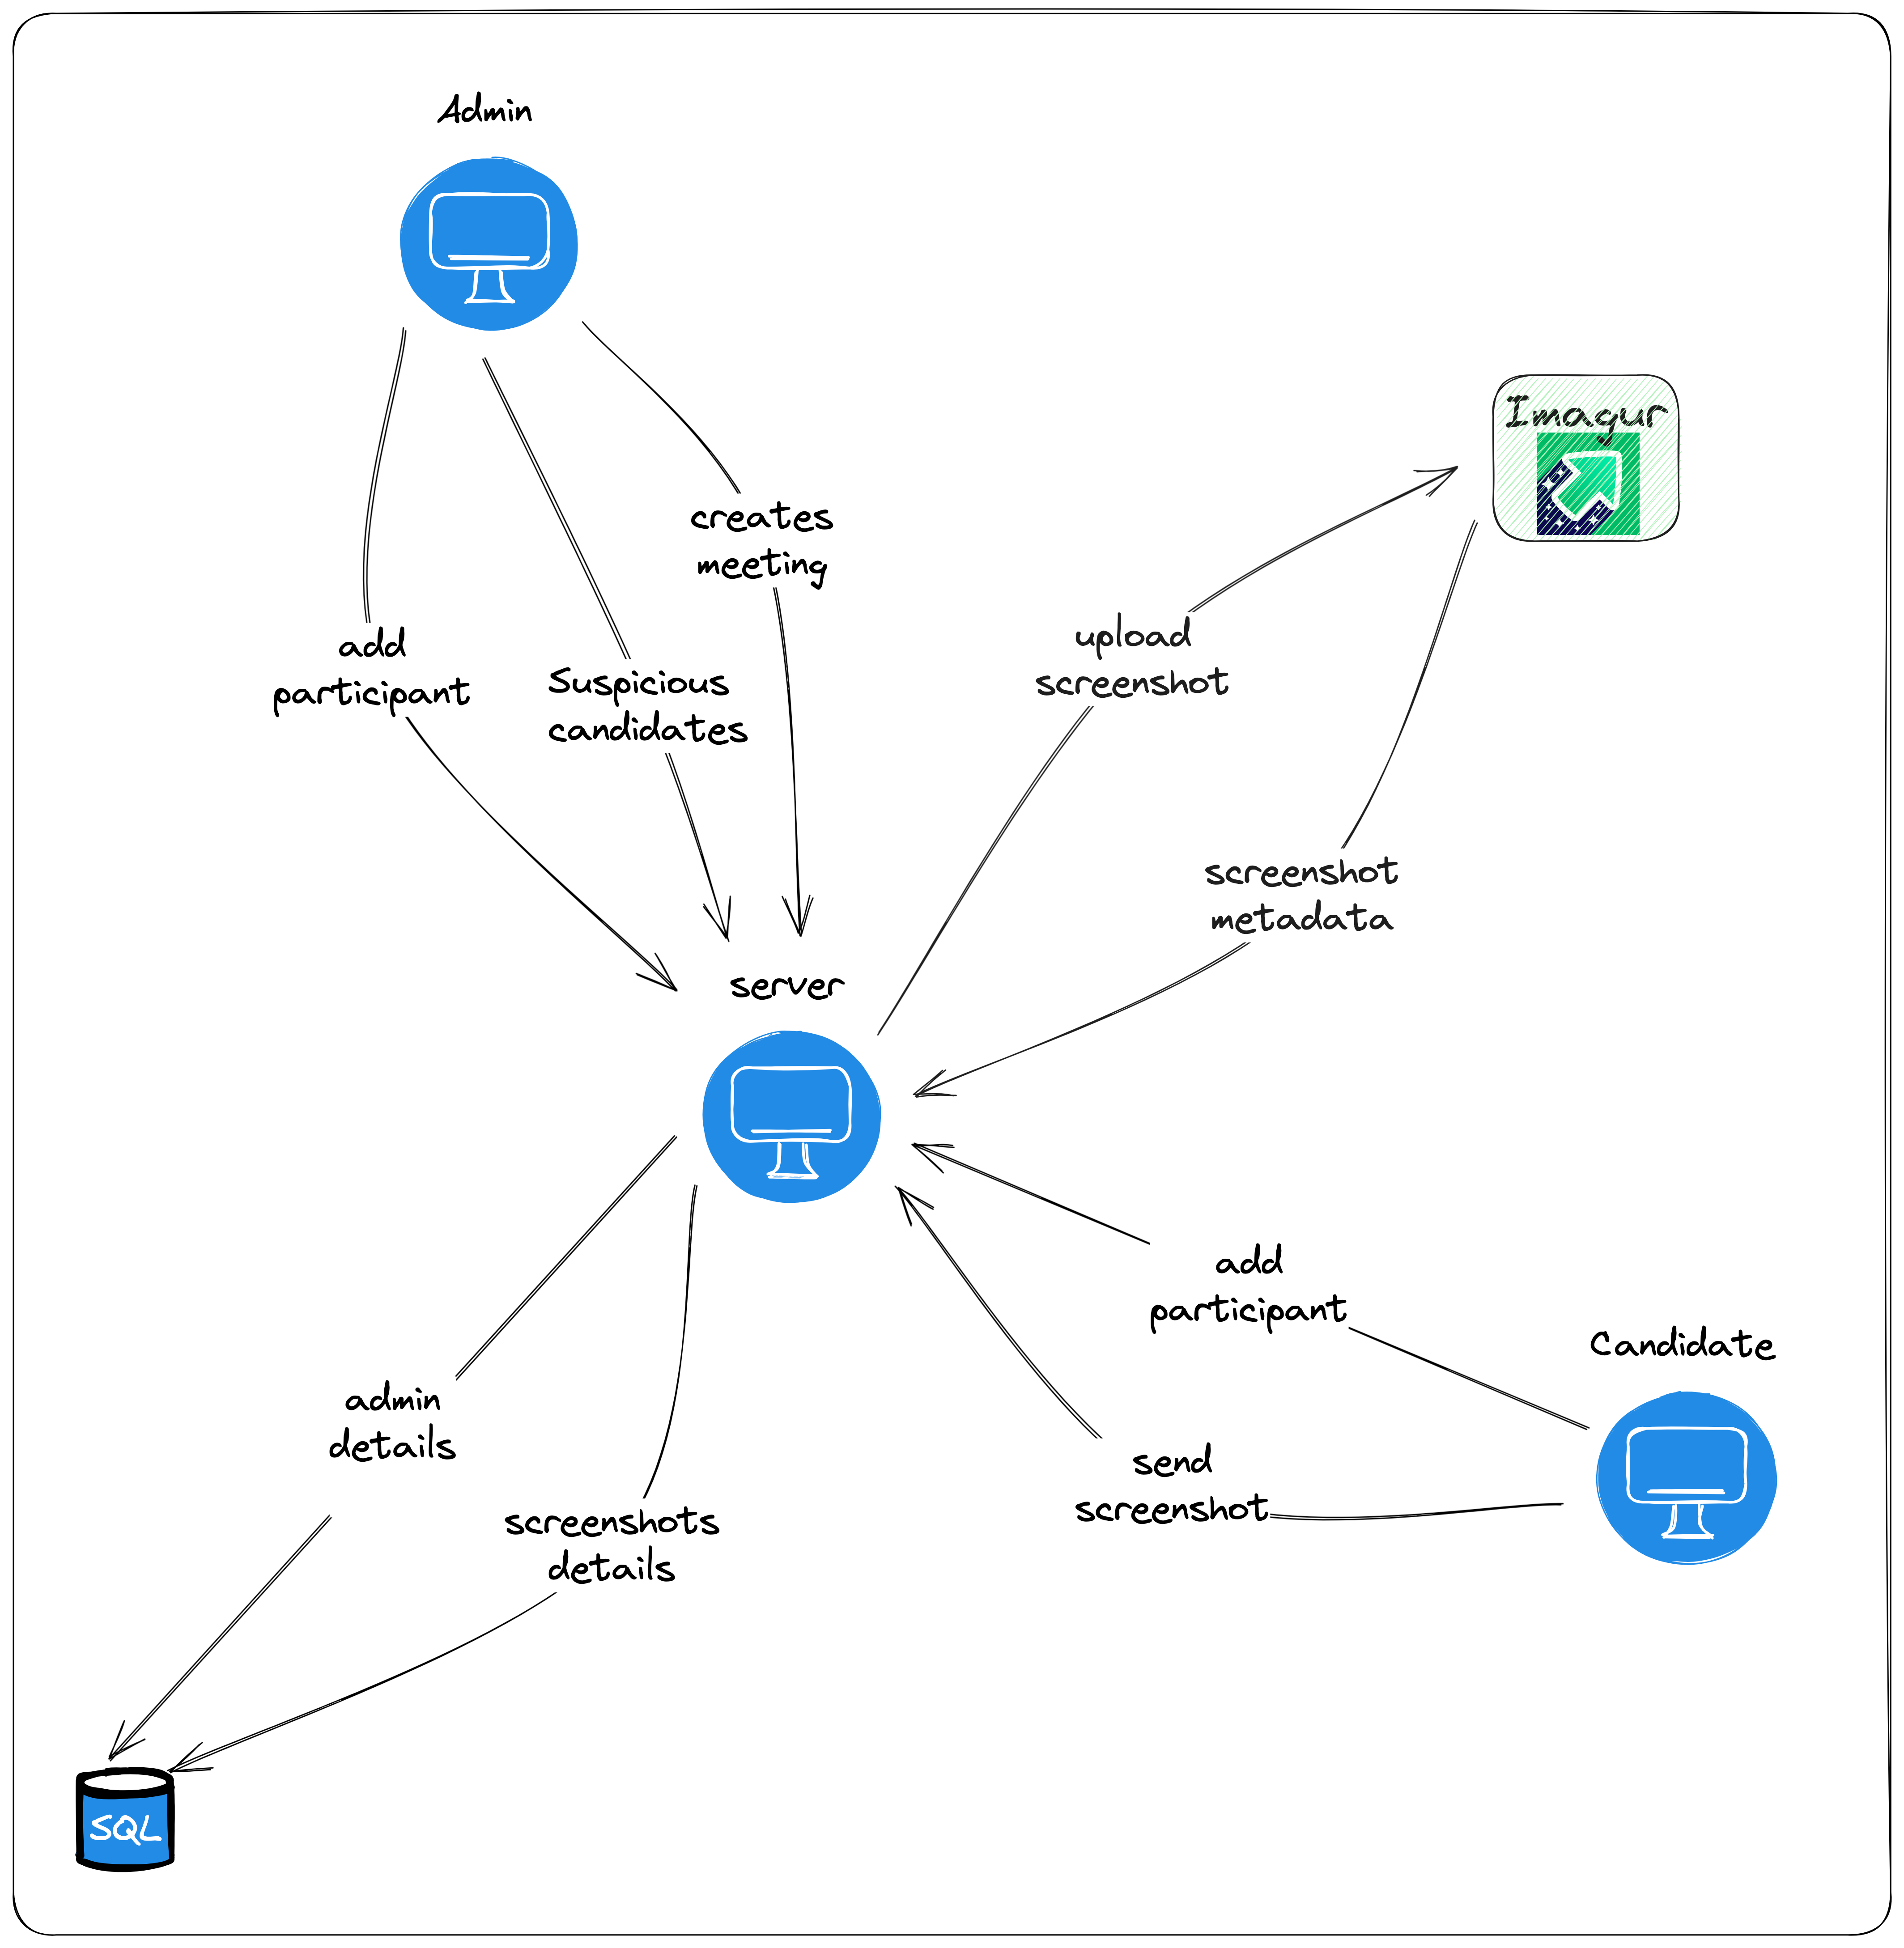 Admin
Imagur
creates
meeting
upload
screenshot
add
participant
Suspicious
candidates
screenshot
metadata
server
add
participant
Candidate
admin
details
send
screenshot
screenshots
details
SQL